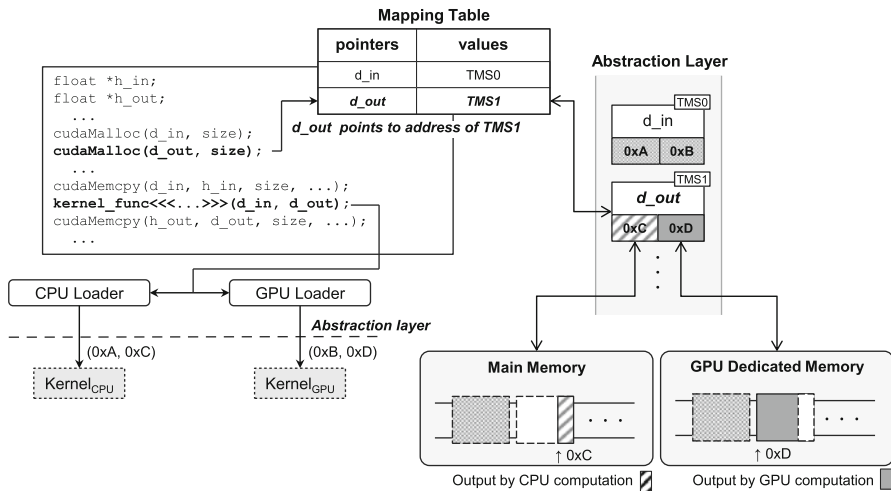 Mapping Table
pointers values
d_in TMS0
d_out TMS1
d_out points to address of TMS1
float *h_in;
float *h_out;
...
cudaMalloc(d_in, size);
cudaMalloc(d_out, size);
...
cudaMemcpy(d_in, h_in, size, ...);
kernel_func<<<...>>>(d_in, d_out);
cudaMemcpy(h_out, d_out, size, ...);
...
Abstraction Layer
TMS0
d_in
0xA 0xB
TMS1
d_out
0xC 0xD
CPU Loader
GPU Loader
Abstraction layer
(0xA, 0xC)
(0xB, 0xD)
KernelCPU
KernelGPU
Main Memory
. . .
↑ 0xC
GPU Dedicated Memory
. . .
↑ 0xD
Output by CPU computation
Output by GPU computation